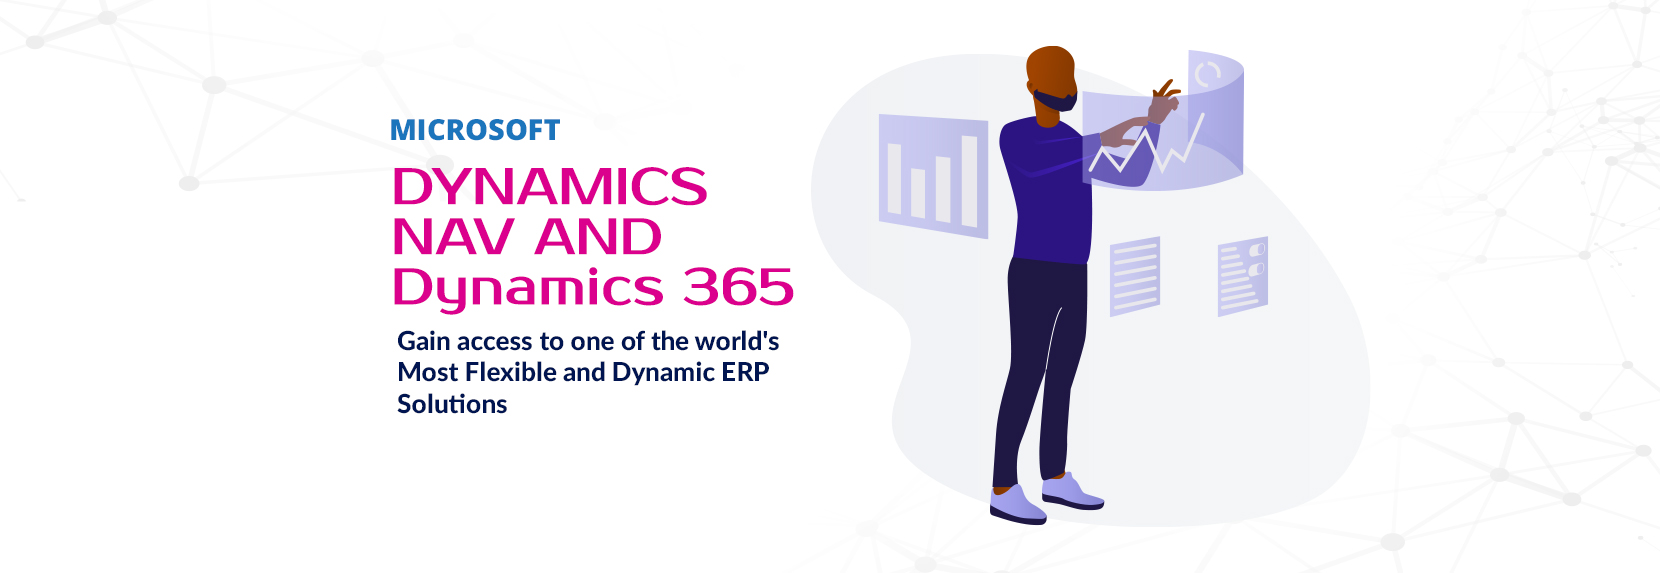 MICROSOFT
DYNAMICS
NAV AND
Dynamics 365
Gain access to one of the world's
Most Flexible and Dynamic ERP
Solutions